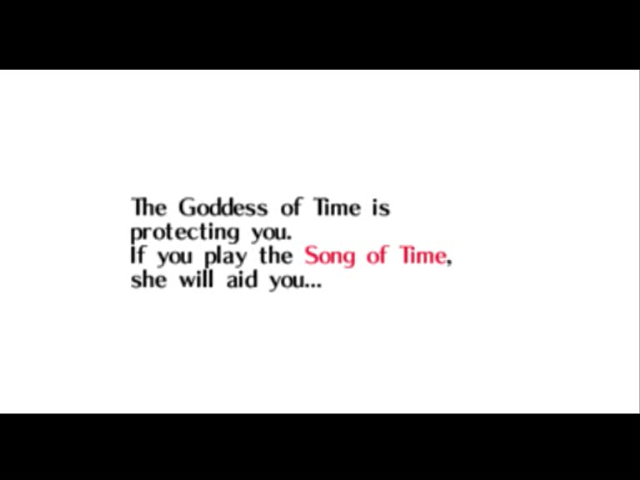 The Goddess of Time is
protecting you.
If you play the Song of Time,
she will aid you...